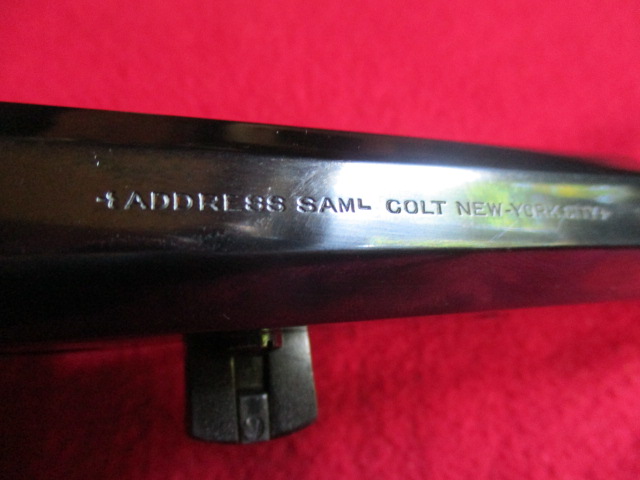 ADDRESS SAMᴸ COLT NEW-YORK CITY